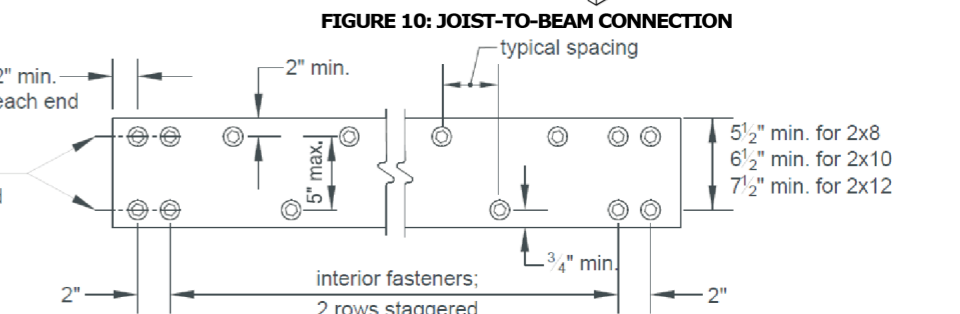 FIGURE 10: JOIST-TO-BEAM CONNECTION
typical spacing
2" min.
each end
2" min.
5" max.
5½" min. for 2x8
6½" min. for 2x10
7½" min. for 2x12
¾" min.
interior fasteners;
2 rows staggered
2"
2"